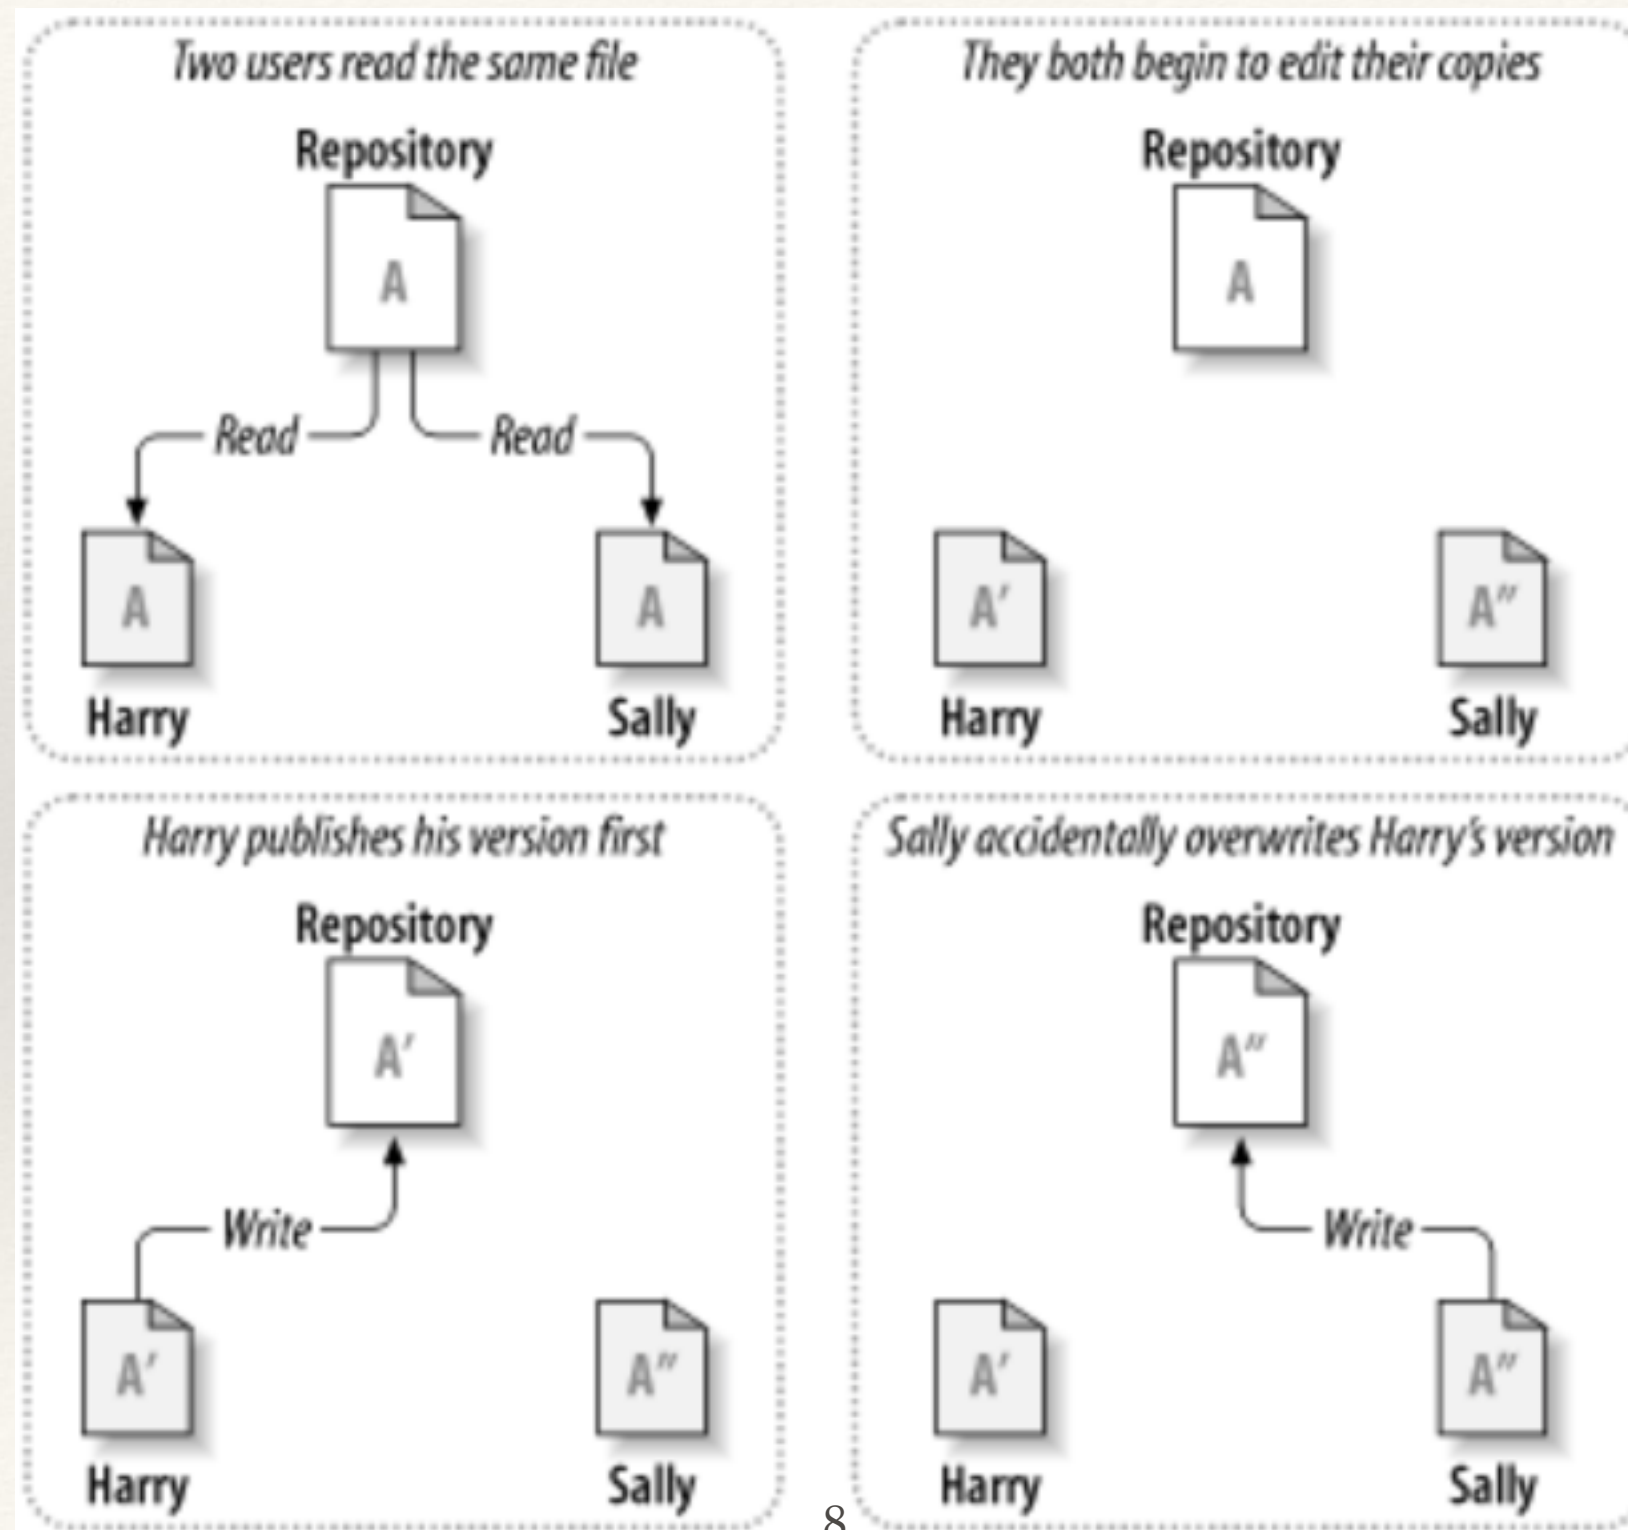 Two users read the same file
Repository
A
Read Read
A A
Harry Sally
They both begin to edit their copies
Repository
A
A′ A″
Harry Sally
Harry publishes his version first
Repository
A′
Write
A′ A″
Harry Sally
Sally accidentally overwrites Harry’s version
Repository
A″
Write
A′ A″
Harry Sally
8